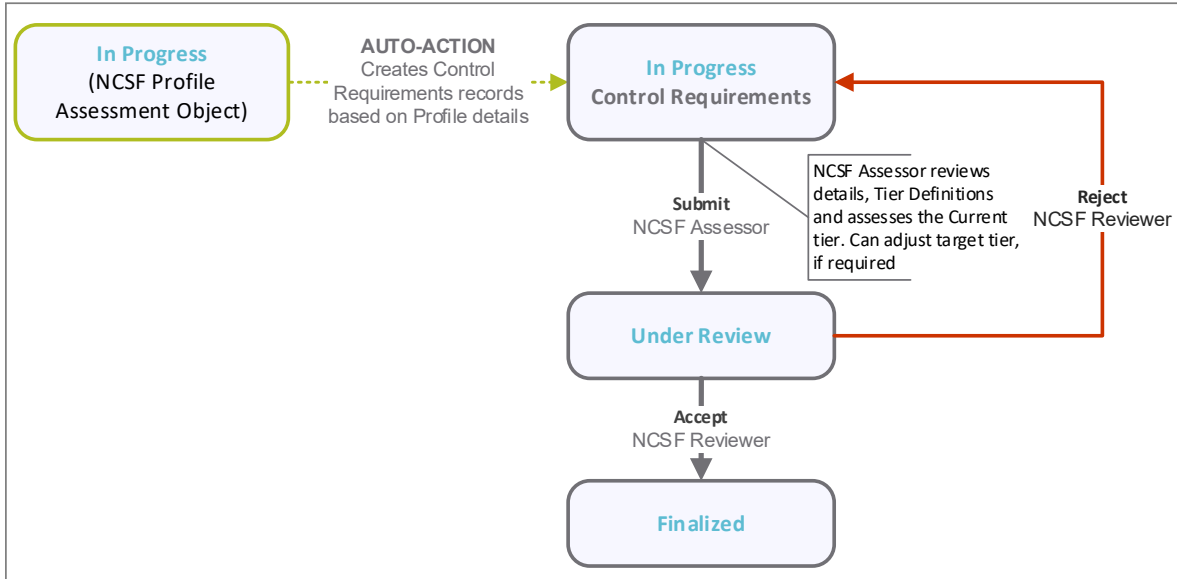 In Progress
(NCSF Profile
Assessment Object)
AUTO-ACTION
Creates Control
Requirements records
based on Profile details
In Progress
Control Requirements
NCSF Assessor reviews
details, Tier Definitions
and assesses the Current
tier. Can adjust target tier,
if required
Reject
NCSF Reviewer
Submit
NCSF Assessor
Under Review
Accept
NCSF Reviewer
Finalized